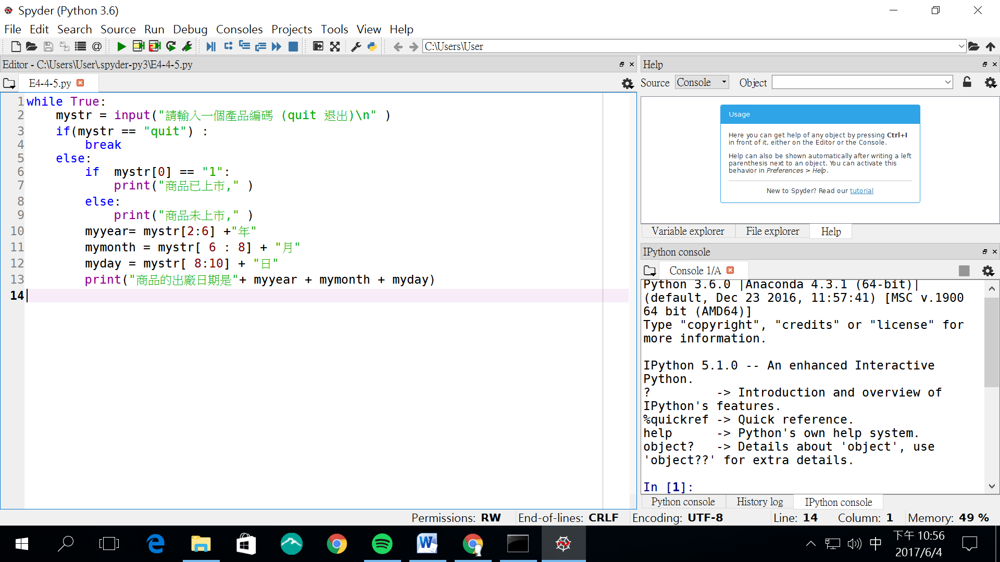 Spyder (Python 3.6)
File Edit Search Source Run Debug Consoles Projects Tools View Help
C:\Users\User
Editor - C:\Users\User\.spyder-py3\E4-4-5.py
E4-4-5.py
1 while True:
2     mystr = input("請輸入一個產品編碼 (quit 退出)\n" )
3     if(mystr == "quit") :
4         break
5     else:
6         if  mystr[0] == "1":
7             print("商品已上市," )
8         else:
9             print("商品未上市," )
10         myyear= mystr[2:6] +"年"
11         mymonth = mystr[ 6 : 8] + "月"
12         myday = mystr[ 8:10] + "日"
13         print("商品的出廠日期是"+ myyear + mymonth + myday)
14
Help
Source Console Object
Usage
Here you can get help of any object by pressing Ctrl+I
in front of it, either on the Editor or the Console.
Help can also be shown automatically after writing a left
parenthesis next to an object. You can activate this
behavior in Preferences > Help.
New to Spyder? Read our tutorial
Variable explorer File explorer Help
IPython console
Console 1/A
Python 3.6.0 |Anaconda 4.3.1 (64-bit)|
(default, Dec 23 2016, 11:57:41) [MSC v.1900
64 bit (AMD64)]
Type "copyright", "credits" or "license" for
more information.
IPython 5.1.0 -- An enhanced Interactive
Python.
?         -> Introduction and overview of
IPython's features.
%quickref -> Quick reference.
help      -> Python's own help system.
object?   -> Details about 'object', use
'object??' for extra details.
In [1]:
Python console History log IPython console
Permissions: RW End-of-lines: CRLF Encoding: UTF-8 Line: 14 Column: 1 Memory: 49 %
中
下午 10:56
2017/6/4